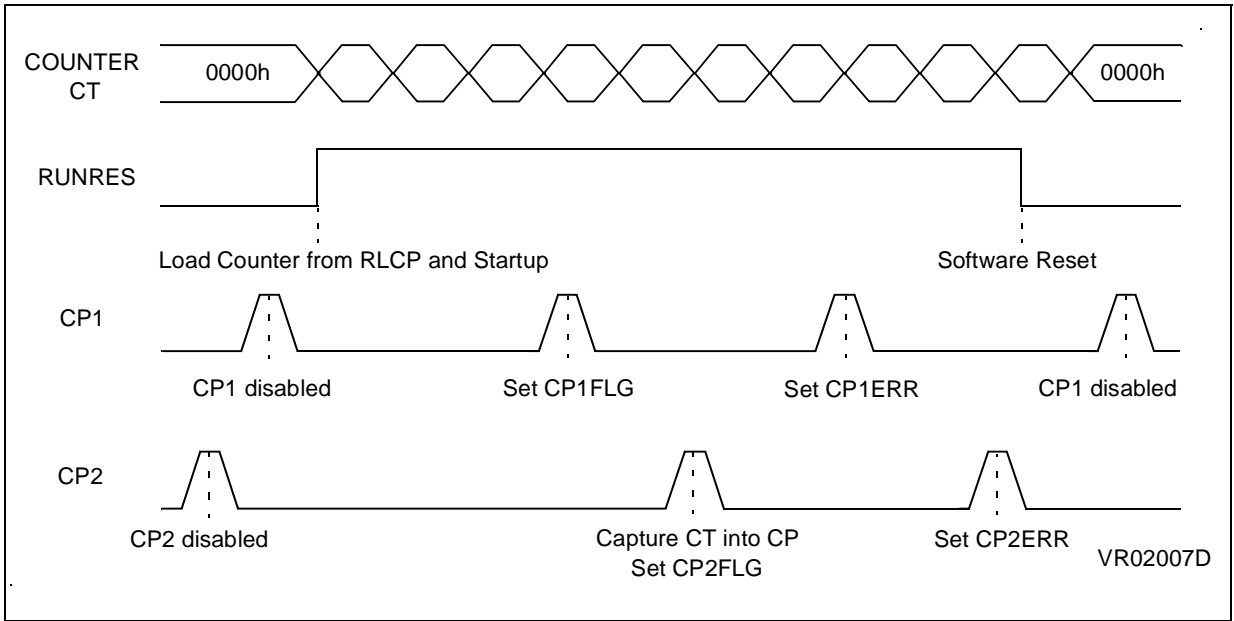 COUNTER
CT
0000h
0000h
RUNRES
Load Counter from RLCP and Startup
Software Reset
CP1
CP1 disabled
Set CP1FLG
Set CP1ERR
CP1 disabled
CP2
CP2 disabled
Capture CT into CP
Set CP2FLG
Set CP2ERR
VR02007D